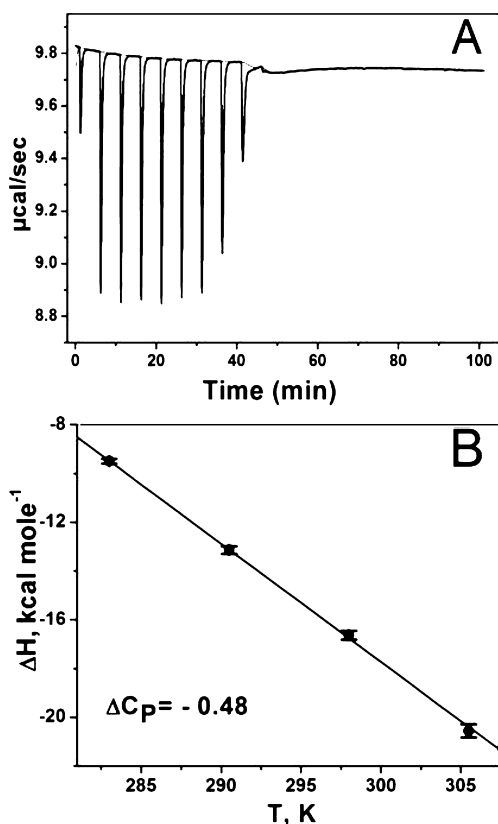 A
9.8
9.6
9.4
9.2
9.0
8.8
µcal/sec
0 20 40 60 80 100
Time (min)
B
-8
-12
-16
-20
ΔH, kcal mole⁻¹
ΔC_P = - 0.48
285 290 295 300 305
T, K